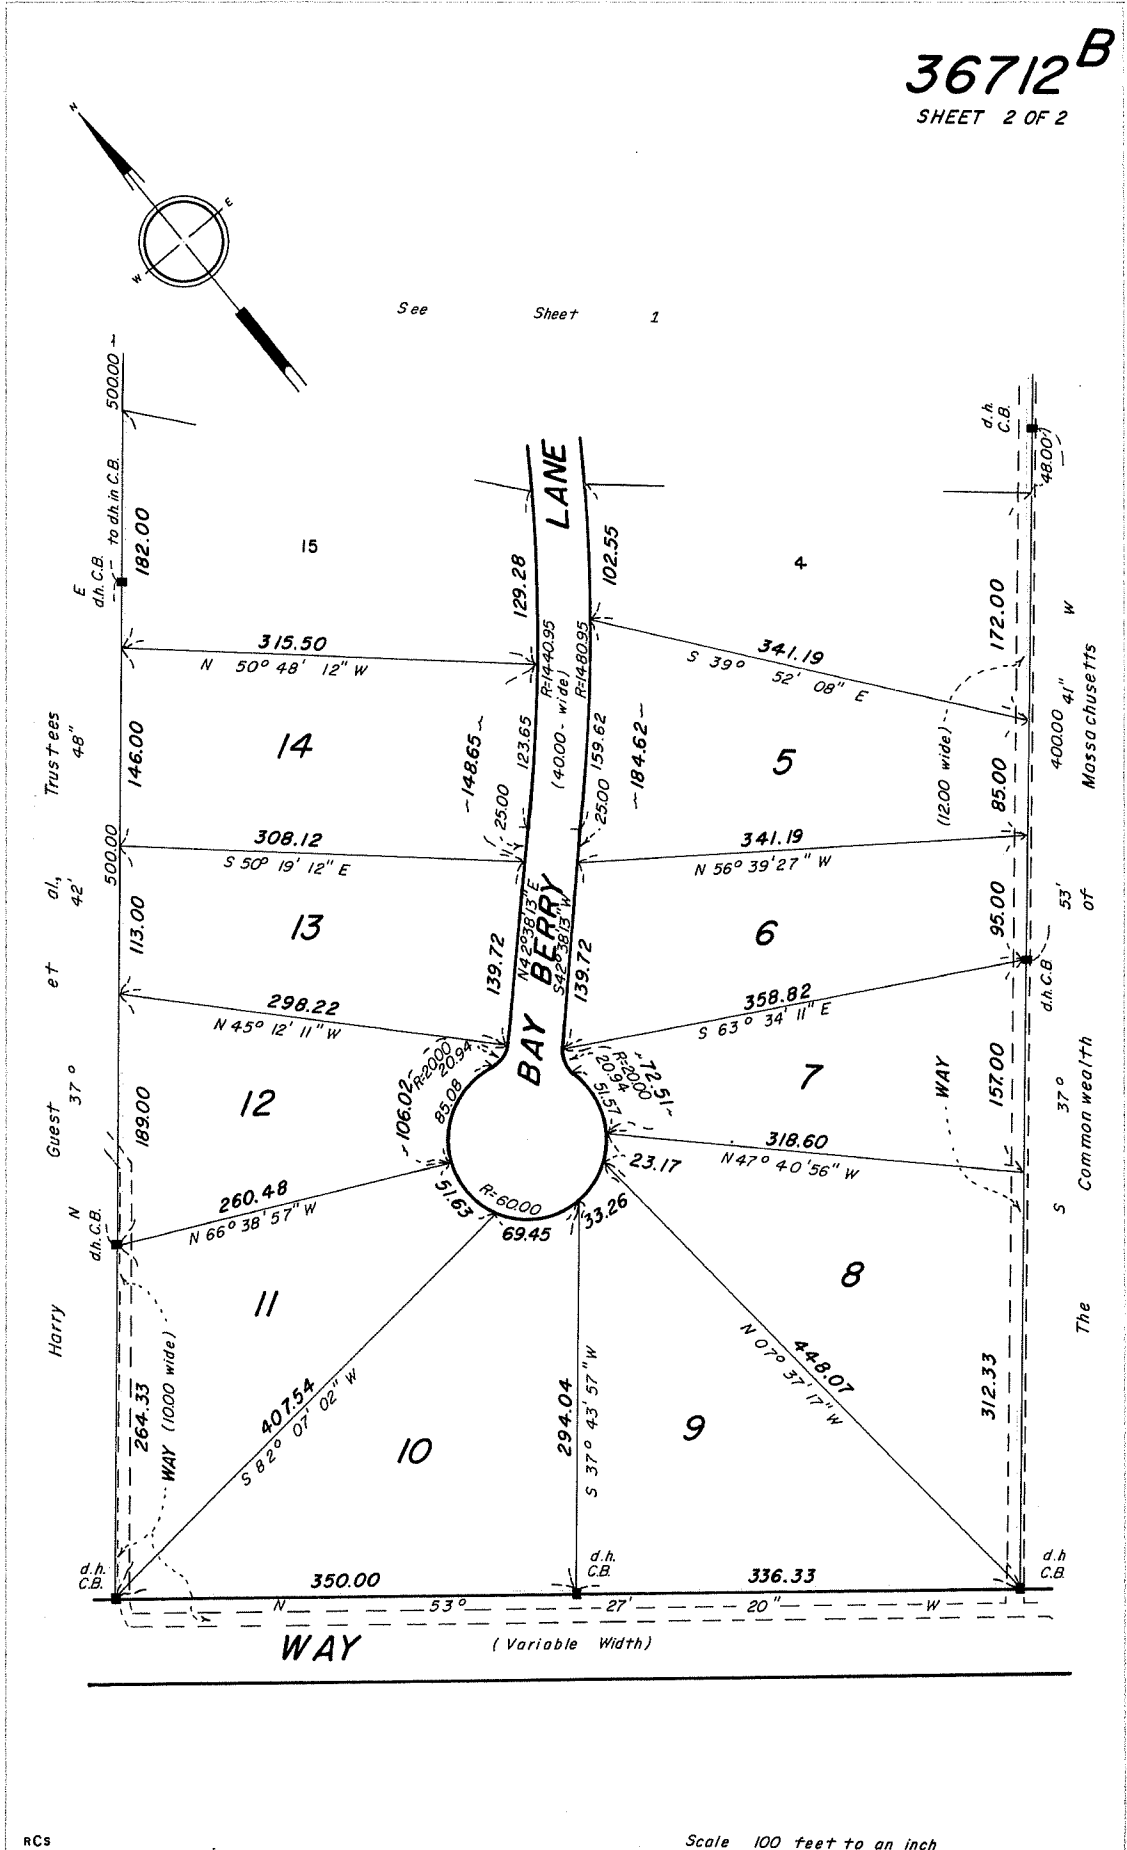 36712 B
SHEET 2 OF 2
N
E
W
See Sheet 1
500.00
to d.h. in C.B.
182.00
E
d.h. C.B.
15
LANE
129.28
102.55
4
d.h.
C.B.
48.00
172.00
W
315.50
N 50° 48' 12" W
R=1440.95
R=1480.95
(40.00 - wide)
341.19
S 39° 52' 08" E
Trustees
48"
146.00
14
148.65
123.65
25.00
159.62
184.62
25.00
5
(12.00 wide)
85.00
400.00
41"
Massachusetts
500.00
308.12
S 50° 19' 12" E
341.19
N 56° 39' 27" W
al,
42'
113.00
13
139.72
N 42° 38' 13" E
BERRY
S 42° 38' 13" W
139.72
6
95.00
53'
of
et
298.22
N 45° 12' 11" W
358.82
S 63° 34' 11" E
d.h. C.B.
BAY
R=20.00
20.94
106.02
85.08
R=20.00
20.94
72.51
51.57
7
WAY
157.00
12
189.00
Guest
37°
37°
Common wealth
318.60
N 47° 40' 56" W
23.17
260.48
N 66° 38' 57" W
R=60.00
51.63
69.45
33.26
N
d.h. C.B.
S
11
8
Harry
The
264.33
WAY (10.00 wide)
407.54
S 82° 07' 02" W
294.04
S 37° 43' 57" W
448.07
N 07° 37' 17" W
312.33
10
9
d.h.
C.B.
d.h.
C.B.
d.h
C.B.
350.00
336.33
N 53° 27' 20" W
WAY (Variable Width)
RCS
Scale 100 feet to an inch